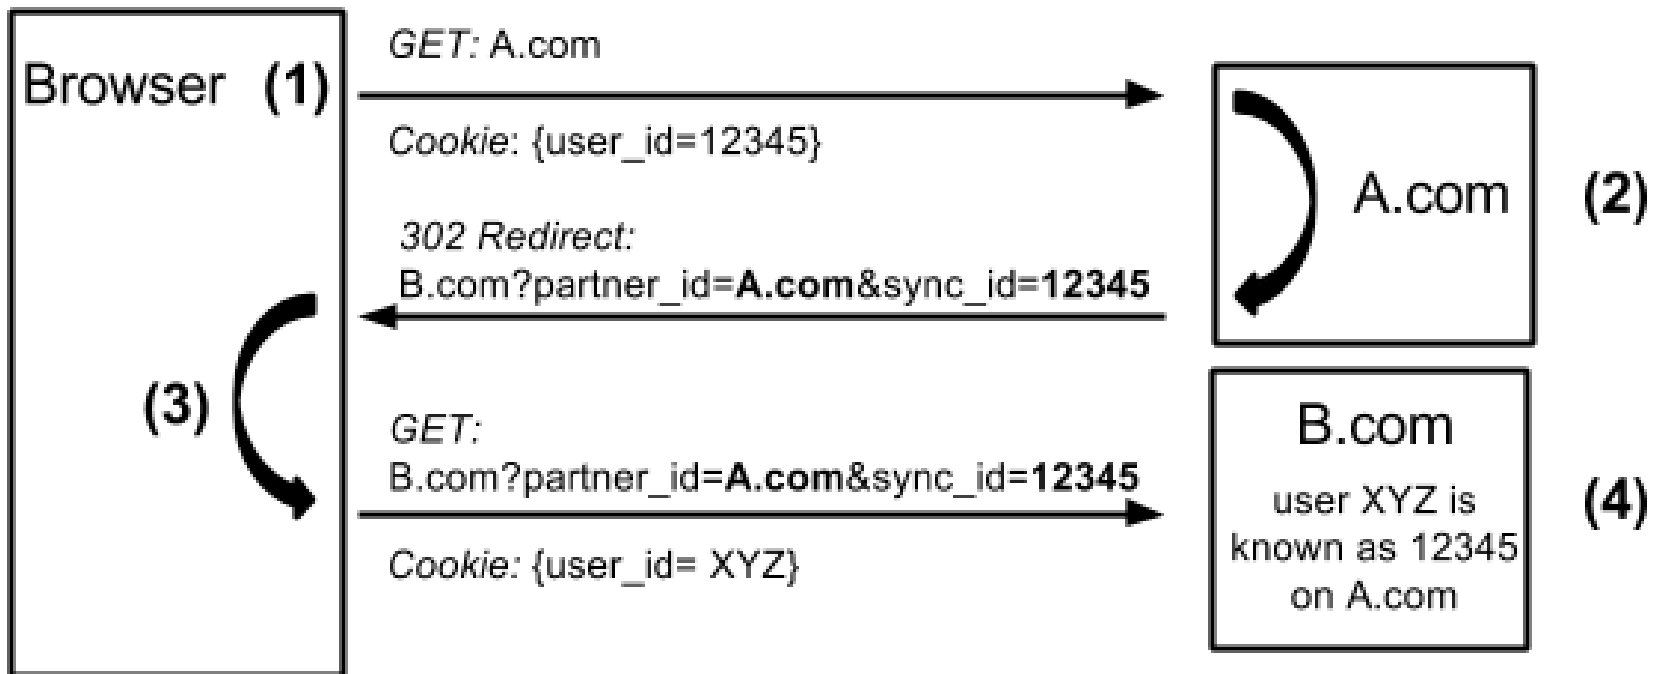 Browser (1)
GET: A.com
Cookie: {user_id=12345}
A.com (2)
302 Redirect:
B.com?partner_id=A.com&sync_id=12345
(3)
GET:
B.com?partner_id=A.com&sync_id=12345
Cookie: {user_id= XYZ}
B.com
user XYZ is
known as 12345
on A.com
(4)